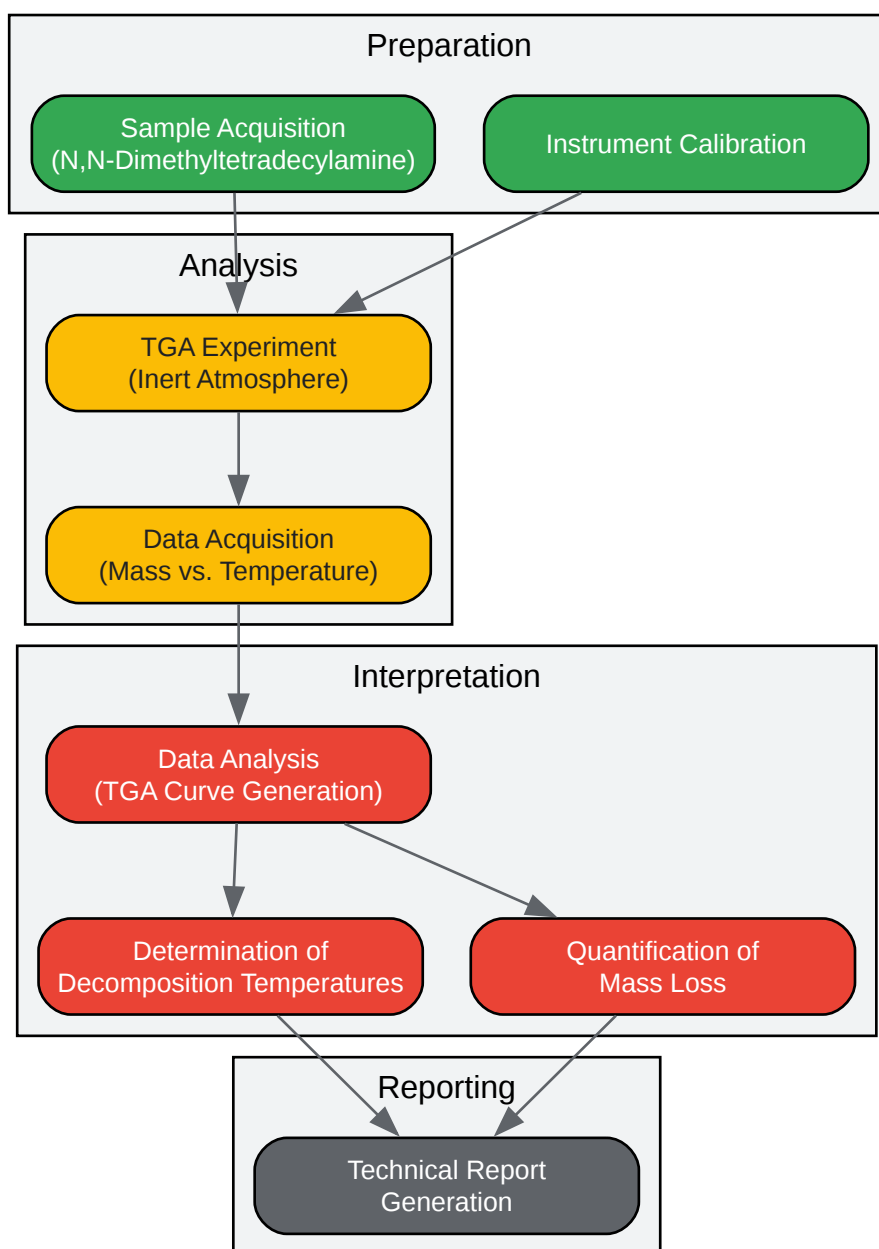 Preparation
Sample Acquisition
(N,N-Dimethyltetradecylamine)
Instrument Calibration
Analysis
TGA Experiment
(Inert Atmosphere)
Data Acquisition
(Mass vs. Temperature)
Interpretation
Data Analysis
(TGA Curve Generation)
Determination of
Decomposition Temperatures
Quantification of
Mass Loss
Reporting
Technical Report
Generation